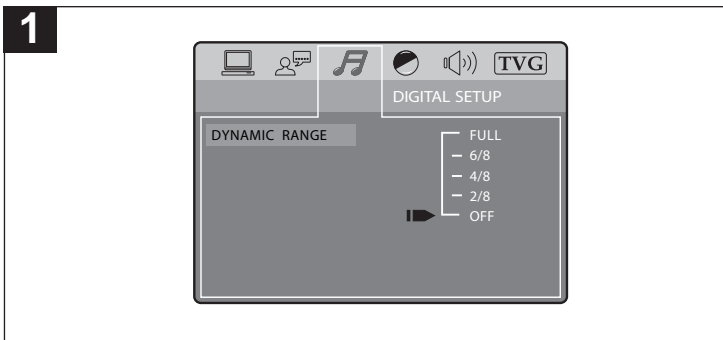 1
TVG
DIGITAL SETUP
DYNAMIC RANGE
FULL
6/8
4/8
2/8
OFF